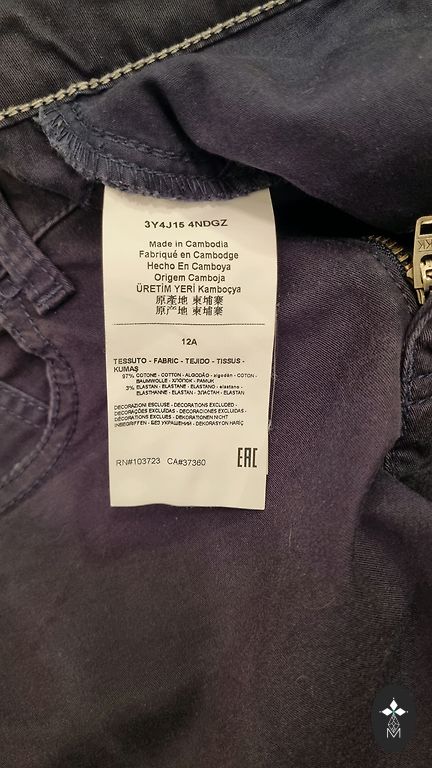 3Y4J15 4NDGZ
Made in Cambodia
Fabriqué en Cambodge
Hecho En Camboya
Origem Camboja
ÜRETİM YERİ Kamboçya
原産地 柬埔寨
原产地 柬埔寨
12A
TESSUTO - FABRIC - TEJIDO - TISSUS -
KUMAŞ
97% COTONE - COTTON - ALGODÃO - algodón - COTON -
BAUMWOLLE - ХЛОПОК - PAMUK
3% ELASTAN - ELASTANE - ELASTANO - elastano -
ELASTHANNE - ELASTAN - ЭЛАСТАН - ELASTAN
DECORAZIONI ESCLUSE - DECORATIONS EXCLUDED -
DECORAÇÕES EXCLUÍDAS - DECORACIONES EXCLUIDAS -
DÉCORATIONS EXCLUES - DEKORATIONEN NICHT
INBEGRIFFEN - БЕЗ УКРАШЕНИЙ - DEKORASYON HARİÇ
RN#103723 CA#37360
EAC